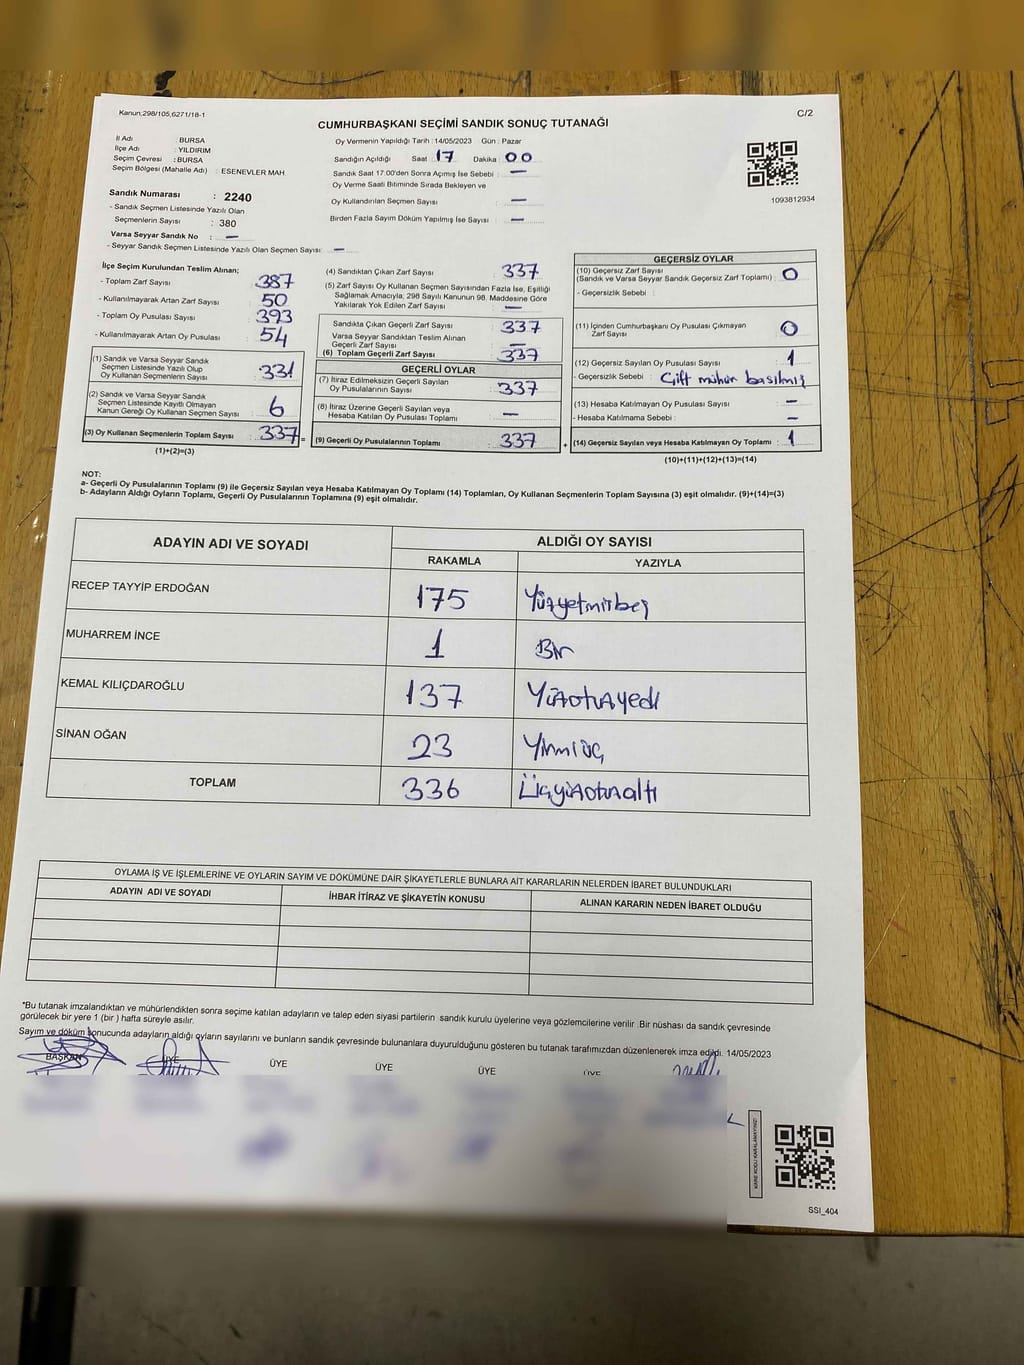 Kanun;298/105,6271/18-1
C/2
CUMHURBAŞKANI SEÇİMİ SANDIK SONUÇ TUTANAĞI
İl Adı : BURSA
İlçe Adı : YILDIRIM
Seçim Çevresi : BURSA
Seçim Bölgesi (Mahalle Adı) : ESENEVLER MAH
Sandık Numarası : 2240
- Sandık Seçmen Listesinde Yazılı Olan
Seçmenlerin Sayısı : 380
Varsa Seyyar Sandık No : —
- Seyyar Sandık Seçmen Listesinde Yazılı Olan Seçmen Sayısı: —
Oy Vermenin Yapıldığı Tarih : 14/05/2023 Gün : Pazar
Sandığın Açıldığı Saat : 17 Dakika : 00
Sandık Saat 17:00'den Sonra Açılmış İse Sebebi : —
Oy Verme Saati Bitiminde Sırada Bekleyen ve
Oy Kullandırılan Seçmen Sayısı : —
Birden Fazla Sayım Döküm Yapılmış İse Sayısı : —
1093812934
İlçe Seçim Kurulundan Teslim Alınan;
- Toplam Zarf Sayısı : 387
- Kullanılmayarak Artan Zarf Sayısı : 50
- Toplam Oy Pusulası Sayısı : 393
- Kullanılmayarak Artan Oy Pusulası : 54
(1) Sandık ve Varsa Seyyar Sandık
Seçmen Listesinde Yazılı Olup
Oy Kullanan Seçmenlerin Sayısı : 331
(2) Sandık ve Varsa Seyyar Sandık
Seçmen Listesinde Kayıtlı Olmayan
Kanun Gereği Oy Kullanan Seçmen Sayısı : 6
(3) Oy Kullanan Seçmenlerin Toplam Sayısı : 337 =
(1)+(2)=(3)
(4) Sandıktan Çıkan Zarf Sayısı : 337
(5) Zarf Sayısı Oy Kullanan Seçmen Sayısından Fazla İse, Eşitliği
Sağlamak Amacıyla; 298 Sayılı Kanunun 98. Maddesine Göre
Yakılarak Yok Edilen Zarf Sayısı : —
Sandıkta Çıkan Geçerli Zarf Sayısı : 337
Varsa Seyyar Sandıktan Teslim Alınan
Geçerli Zarf Sayısı : —
(6) Toplam Geçerli Zarf Sayısı : 337
GEÇERLİ OYLAR
(7) İtiraz Edilmeksizin Geçerli Sayılan
Oy Pusulalarının Sayısı : 337
(8) İtiraz Üzerine Geçerli Sayılan veya
Hesaba Katılan Oy Pusulası Toplamı : —
(9) Geçerli Oy Pusulalarının Toplamı : 337 +
GEÇERSİZ OYLAR
(10) Geçersiz Zarf Sayısı
(Sandık ve Varsa Seyyar Sandık Geçersiz Zarf Toplamı) : 0
- Geçersizlik Sebebi :
(11) İçinden Cumhurbaşkanı Oy Pusulası Çıkmayan
Zarf Sayısı : 0
(12) Geçersiz Sayılan Oy Pusulası Sayısı : 1
- Geçersizlik Sebebi : Çift mühür basılmış
(13) Hesaba Katılmayan Oy Pusulası Sayısı : —
- Hesaba Katılmama Sebebi : —
(14) Geçersiz Sayılan veya Hesaba Katılmayan Oy Toplamı : 1
(10)+(11)+(12)+(13)=(14)
NOT:
a- Geçerli Oy Pusulalarının Toplamı (9) ile Geçersiz Sayılan veya Hesaba Katılmayan Oy Toplamı (14) Toplamları, Oy Kullanan Seçmenlerin Toplam Sayısına (3) eşit olmalıdır. (9)+(14)=(3)
b- Adayların Aldığı Oyların Toplamı, Geçerli Oy Pusulalarının Toplamına (9) eşit olmalıdır.
ADAYIN ADI VE SOYADI ALDIĞI OY SAYISI
RAKAMLA YAZIYLA
RECEP TAYYİP ERDOĞAN 175 Yüzyetmişbeş
MUHARREM İNCE 1 Bir
KEMAL KILIÇDAROĞLU 137 Yüzotuzyedi
SİNAN OĞAN 23 Yirmiüç
TOPLAM 336 Üçyüzotuzaltı
OYLAMA İŞ VE İŞLEMLERİNE VE OYLARIN SAYIM VE DÖKÜMÜNE DAİR ŞİKAYETLERLE BUNLARA AİT KARARLARIN NELERDEN İBARET BULUNDUKLARI
ADAYIN ADI VE SOYADI İHBAR İTİRAZ VE ŞİKAYETİN KONUSU ALINAN KARARIN NEDEN İBARET OLDUĞU
*Bu tutanak imzalandıktan ve mühürlendikten sonra seçime katılan adayların ve talep eden siyasi partilerin sandık kurulu üyelerine veya gözlemcilerine verilir .Bir nüshası da sandık çevresinde
görülecek bir yere 1 (bir ) hafta süreyle asılır.
Sayım ve döküm sonucunda adayların aldığı oyların sayılarını ve bunların sandık çevresinde bulunanlara duyurulduğunu gösteren bu tutanak tarafımızdan düzenlenerek imza edildi. 14/05/2023
BAŞKAN ÜYE ÜYE ÜYE ÜYE ÜYE
KARE KODU KARALAMAYINIZ!
SSI_404